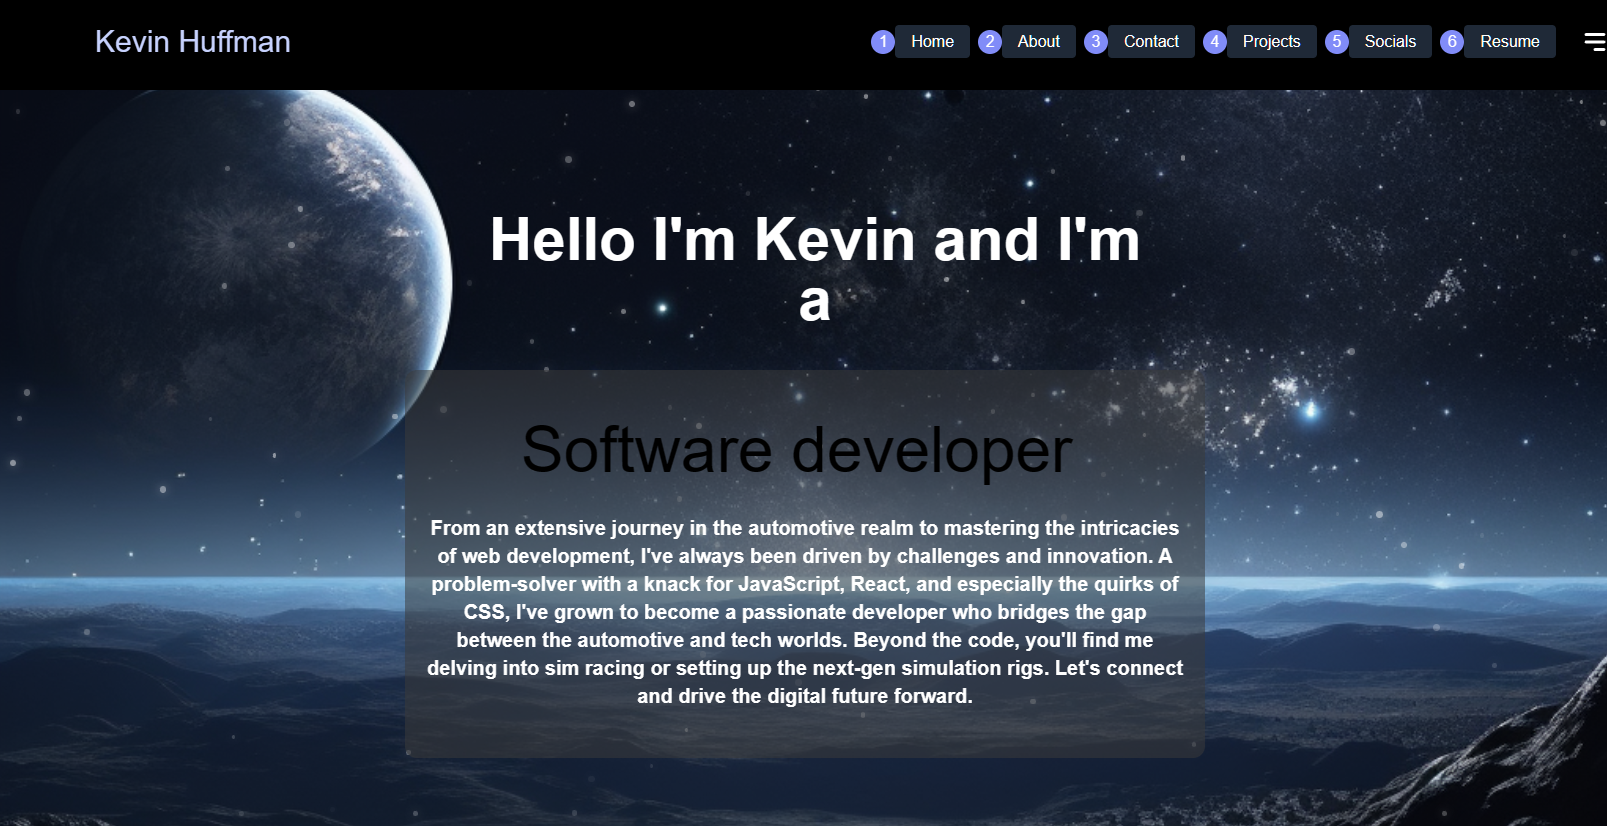 Kevin Huffman
1 Home 2 About 3 Contact 4 Projects 5 Socials 6 Resume
Hello I'm Kevin and I'm
a
Software developer
From an extensive journey in the automotive realm to mastering the intricacies
of web development, I've always been driven by challenges and innovation. A
problem-solver with a knack for JavaScript, React, and especially the quirks of
CSS, I've grown to become a passionate developer who bridges the gap
between the automotive and tech worlds. Beyond the code, you'll find me
delving into sim racing or setting up the next-gen simulation rigs. Let's connect
and drive the digital future forward.